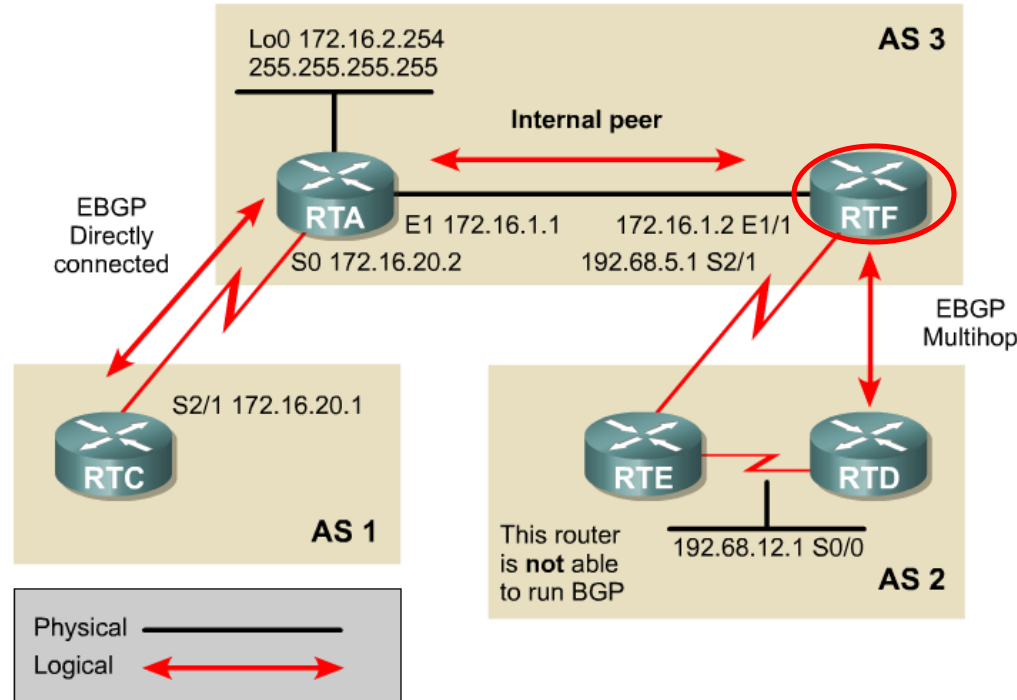 Lo0 172.16.2.254
255.255.255.255
AS 3
Internal peer
RTA
RTF
EBGP
Directly
connected
E1 172.16.1.1
172.16.1.2 E1/1
S0 172.16.20.2
192.68.5.1 S2/1
EBGP
Multihop
S2/1 172.16.20.1
RTC
AS 1
RTE
RTD
This router
is not able
to run BGP
192.68.12.1 S0/0
AS 2
Physical
Logical